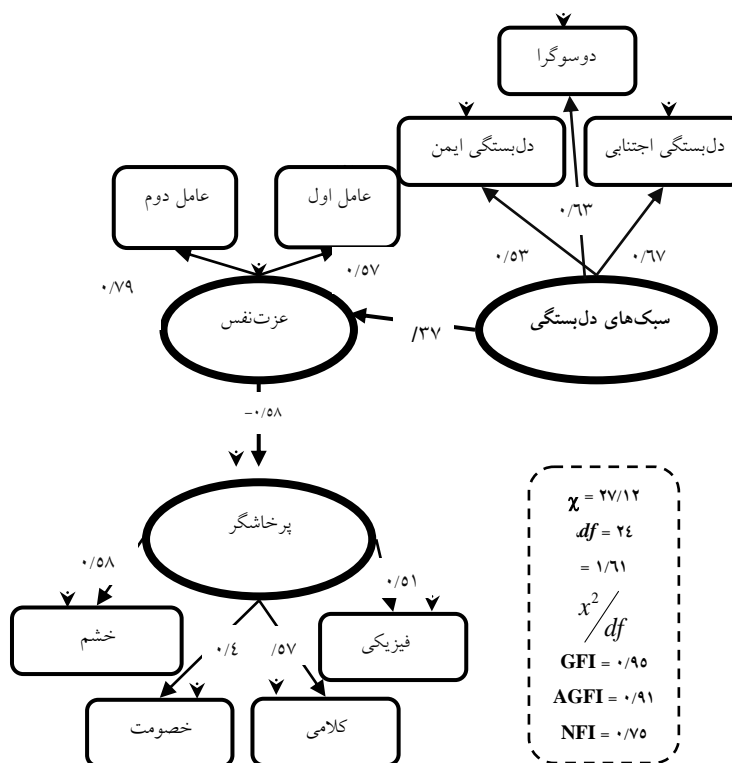 دوسوگرا
دل‌بستگی اجتنابی
دل‌بستگی ایمن
عامل اول
عامل دوم
۰/۶۳
۰/۶۷
۰/۵۳
۰/۵۷
۰/۷۹
سبک‌های دل‌بستگی
عزت‌نفس
/۳۷
-۰/۵۸
پرخاشگر
۰/۵۱
۰/۵۸
فیزیکی
خشم
/۵۷
۰/٤
کلامی
خصومت
χ = ۲۷/۱۲
.df = ۲٤
= ۱/۶۱
x²/df
GFI = ۰/۹۵
AGFI = ۰/۹۱
NFI = ۰/۷۵